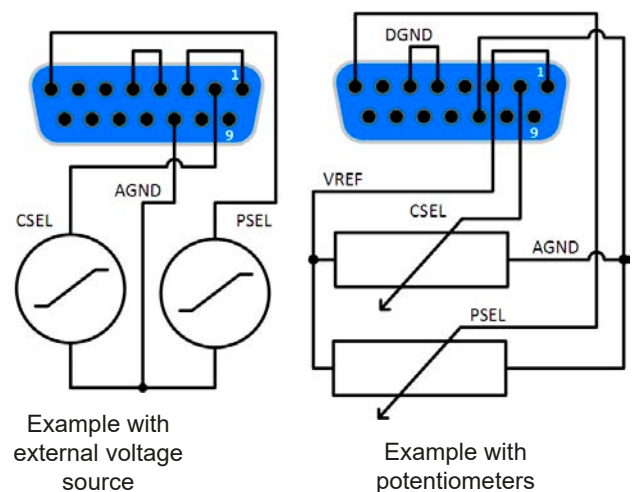 1
9
CSEL
AGND
PSEL
Example with
external voltage
source
DGND
1
9
VREF
CSEL
AGND
PSEL
Example with
potentiometers